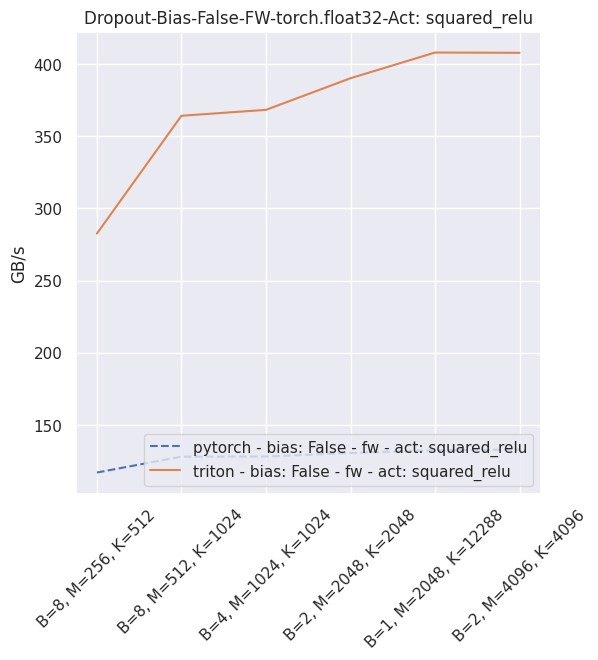 Dropout-Bias-False-FW-torch.float32-Act: squared_relu
GB/s
400
350
300
250
200
150
pytorch - bias: False - fw - act: squared_relu
triton - bias: False - fw - act: squared_relu
B=8, M=256, K=512
B=8, M=512, K=1024
B=4, M=1024, K=1024
B=2, M=2048, K=2048
B=1, M=2048, K=12288
B=2, M=4096, K=4096